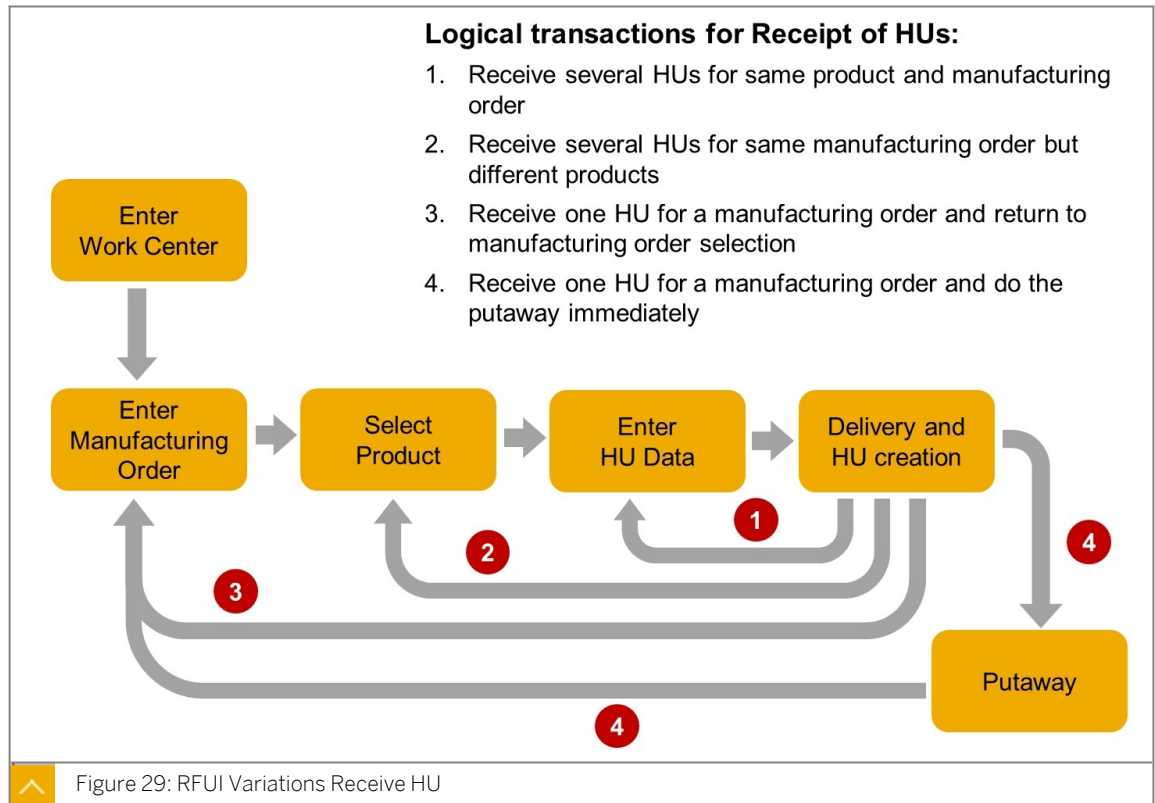 Logical transactions for Receipt of HUs:
1. Receive several HUs for same product and manufacturing
order
2. Receive several HUs for same manufacturing order but
different products
3. Receive one HU for a manufacturing order and return to
manufacturing order selection
4. Receive one HU for a manufacturing order and do the
putaway immediately
Enter
Work Center
Enter
Manufacturing
Order
Select
Product
Enter
HU Data
Delivery and
HU creation
1
2
3
4
Putaway
4
Figure 29: RFUI Variations Receive HU